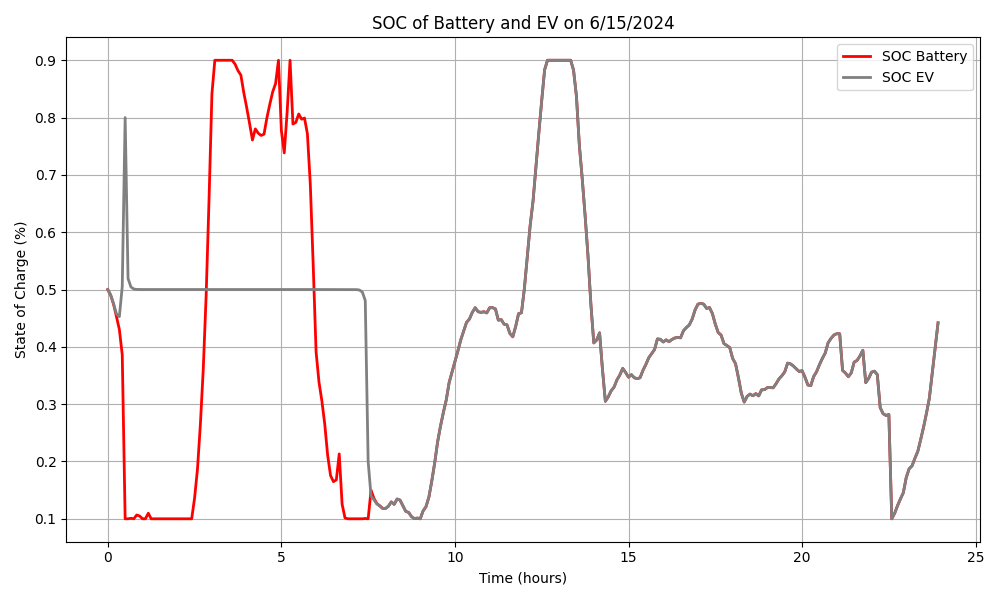 SOC of Battery and EV on 6/15/2024
SOC Battery
SOC EV
State of Charge (%)
0.9
0.8
0.7
0.6
0.5
0.4
0.3
0.2
0.1
0 5 10 15 20 25
Time (hours)